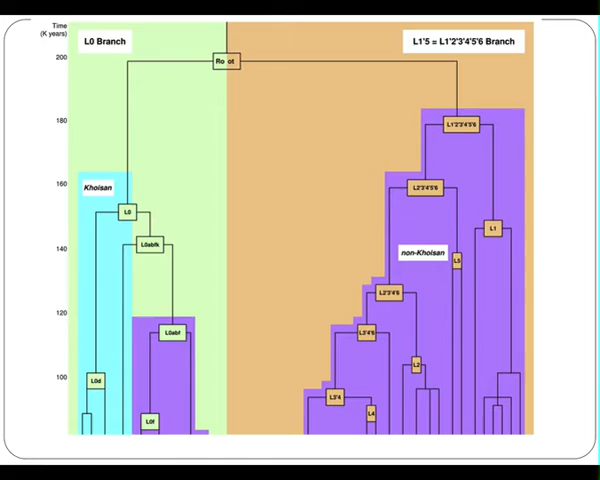 Time
(K years)
L0 Branch
L1'5 = L1'2'3'4'5'6 Branch
200
Root
180
L1'2'3'4'5'6
160
Khoisan
L2'3'4'5'6
L0
L1
L0abfk
140
non-Khoisan
L5
L2'3'4'6
120
L0abf
L3'4'6
L2
100
L0d
L3'4
L4
L0f